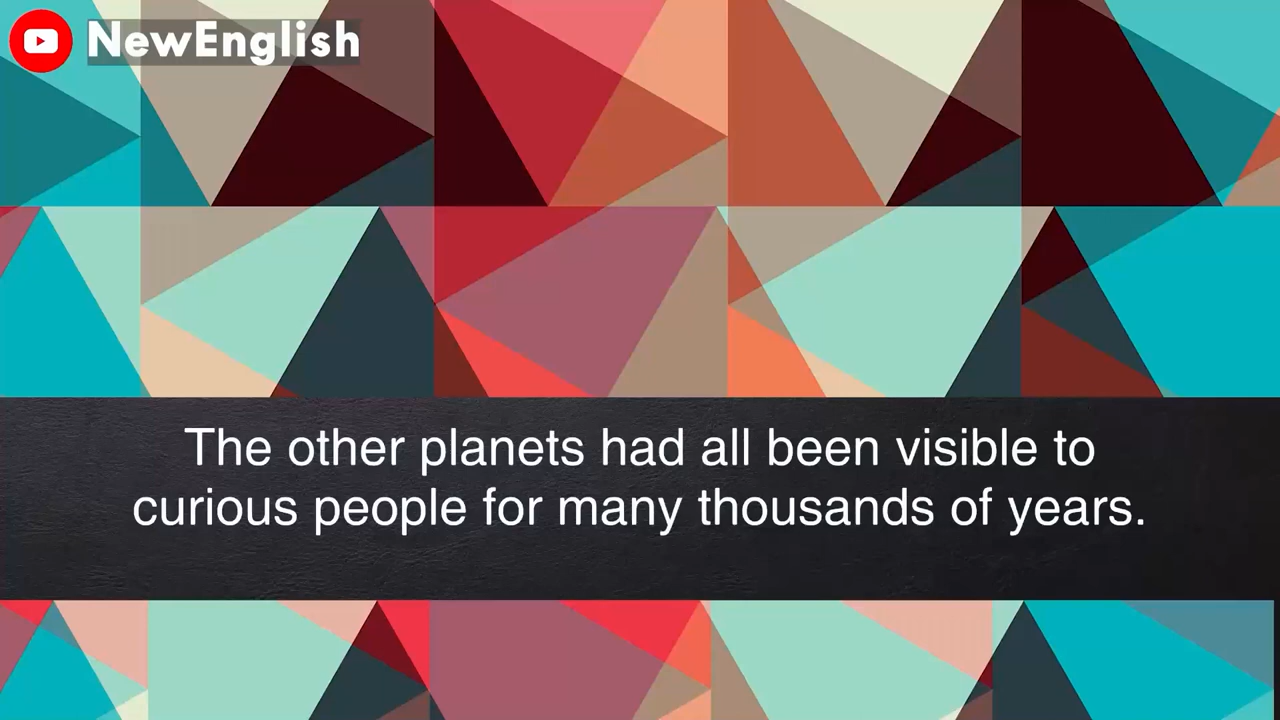 NewEnglish
The other planets had all been visible to
curious people for many thousands of years.